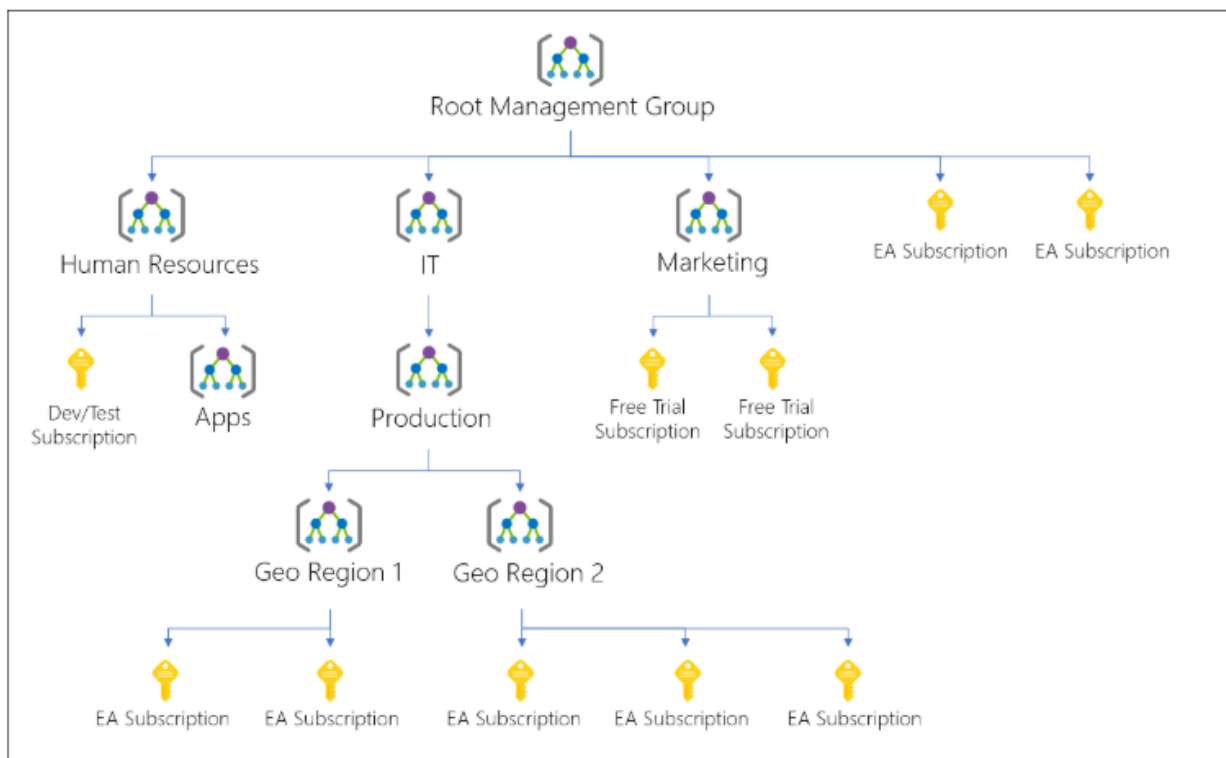 Root Management Group
Human Resources
IT
Marketing
EA Subscription
EA Subscription
Dev/Test
Subscription
Apps
Production
Free Trial
Subscription
Free Trial
Subscription
Geo Region 1
Geo Region 2
EA Subscription
EA Subscription
EA Subscription
EA Subscription
EA Subscription